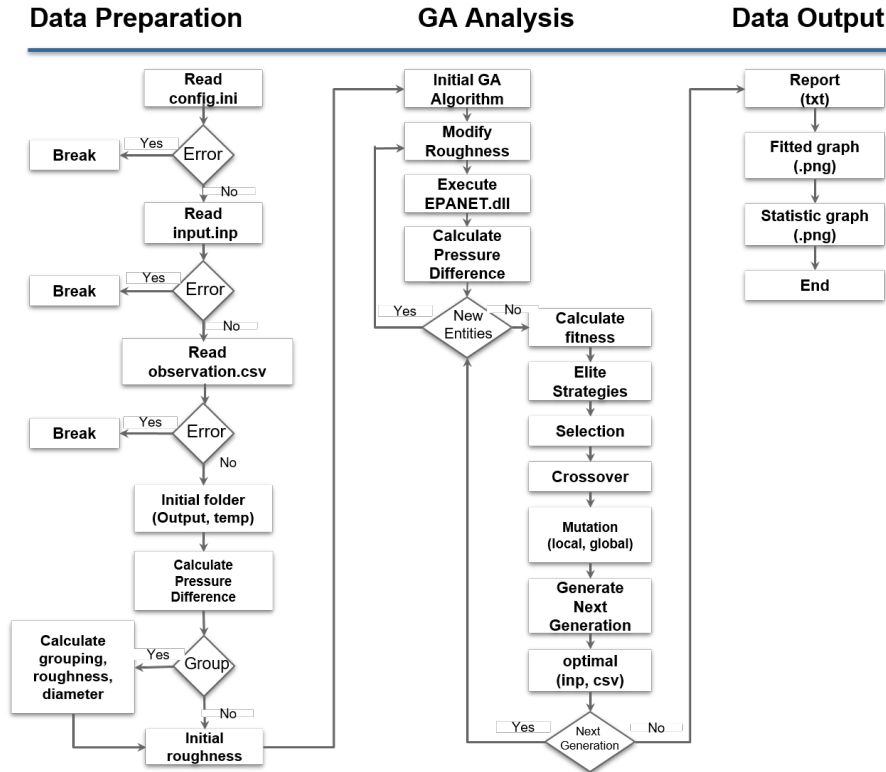 Data Preparation
GA Analysis
Data Output
Read
config.ini
Yes
Break
Error
No
Read
input.inp
Yes
Break
Error
No
Read
observation.csv
Yes
Break
Error
No
Initial folder
(Output, temp)
Calculate
Pressure
Difference
Calculate
grouping,
roughness,
diameter
Yes
Group
No
Initial
roughness
Initial GA
Algorithm
Modify
Roughness
Execute
EPANET.dll
Calculate
Pressure
Difference
Yes
New
Entities
No
Calculate
fitness
Elite
Strategies
Selection
Crossover
Mutation
(local, global)
Generate
Next
Generation
optimal
(inp, csv)
Yes
Next
Generation
No
Report
(txt)
Fitted graph
(.png)
Statistic graph
(.png)
End